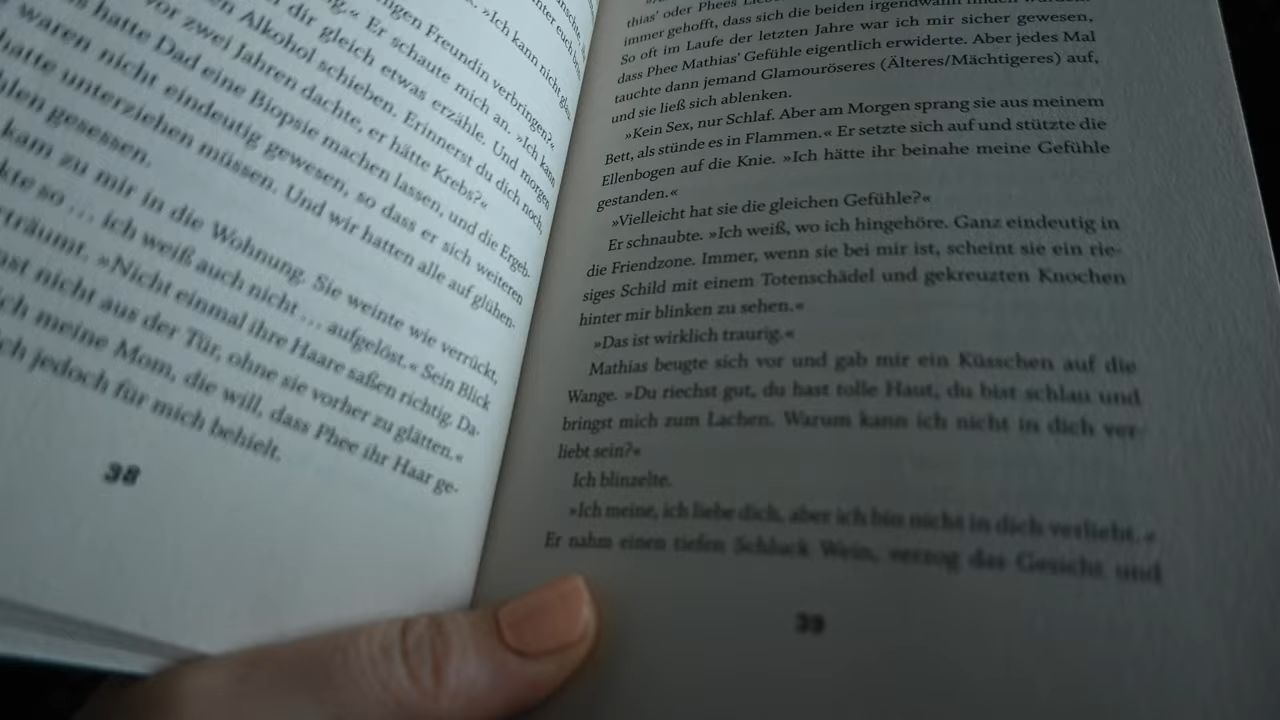 »Ich kann nicht
igen Freundin verbringen?«
.« Er schaute mich an. »Ich kann
dir gleich etwas erzähle. Und morgen
Alkohol schieben. Erinnerst du dich noch,
vor zwei Jahren dachte, er hätte Krebs?«
hatte Dad eine Biopsie machen lassen, und die Ergeb-
waren nicht eindeutig gewesen, so dass er sich weiteren
hatte unterziehen müssen. Und wir hatten alle auf glühen-
hlen gesessen.
kam zu mir in die Wohnung. Sie weinte wie verrückt,
kte so … ich weiß auch nicht … aufgelöst.« Sein Blick
rträumt. »Nicht einmal ihre Haare saßen richtig. Da-
ast nicht aus der Tür, ohne sie vorher zu glätten.«
ch meine Mom, die will, dass Phee ihr Haar ge-
ch jedoch für mich behielt.
38
thias' oder Phees
immer gehofft, dass sich die beiden irgendwann
So oft im Laufe der letzten Jahre war ich mir sicher gewesen,
dass Phee Mathias' Gefühle eigentlich erwiderte. Aber jedes Mal
tauchte dann jemand Glamouröseres (Älteres/Mächtigeres) auf,
und sie ließ sich ablenken.
»Kein Sex, nur Schlaf. Aber am Morgen sprang sie aus meinem
Bett, als stünde es in Flammen.« Er setzte sich auf und stützte die
Ellenbogen auf die Knie. »Ich hätte ihr beinahe meine Gefühle
gestanden.«
»Vielleicht hat sie die gleichen Gefühle?«
Er schnaubte. »Ich weiß, wo ich hingehöre. Ganz eindeutig in
die Friendzone. Immer, wenn sie bei mir ist, scheint sie ein rie-
siges Schild mit einem Totenschädel und gekreuzten Knochen
hinter mir blinken zu sehen.«
»Das ist wirklich traurig.«
Mathias beugte sich vor und gab mir ein Küsschen auf die
Wange. »Du riechst gut, du hast tolle Haut, du bist schlau und
bringst mich zum Lachen. Warum kann ich nicht in dich ver-
liebt sein?«
Ich blinzelte.
»Ich meine, ich liebe dich, aber ich bin nicht in dich verliebt.«
Er nahm einen tiefen Schluck Wein, verzog das Gesicht und
39